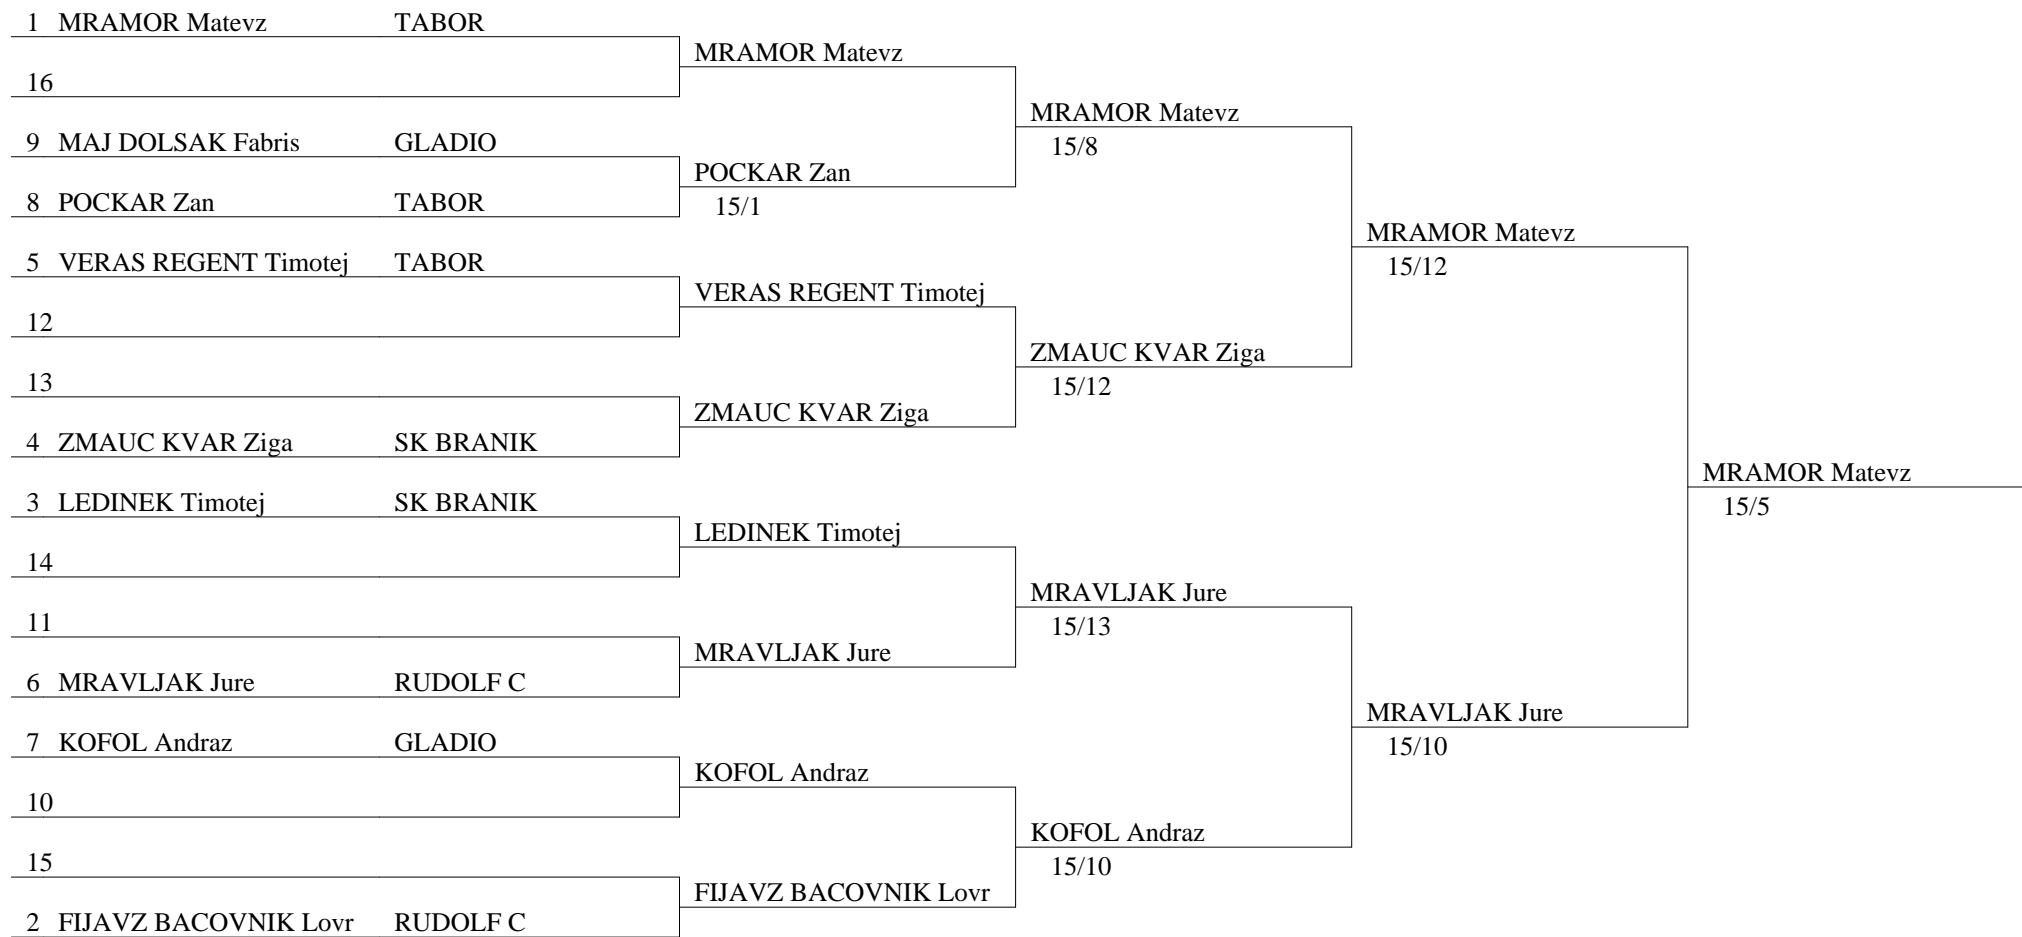 1 MRAMOR Matevz TABOR
MRAMOR Matevz
16
MRAMOR Matevz
15/8
9 MAJ DOLSAK Fabris GLADIO
POCKAR Zan
15/1
8 POCKAR Zan TABOR
MRAMOR Matevz
15/12
5 VERAS REGENT Timotej TABOR
VERAS REGENT Timotej
12
ZMAUC KVAR Ziga
15/12
13
ZMAUC KVAR Ziga
4 ZMAUC KVAR Ziga SK BRANIK
MRAMOR Matevz
15/5
3 LEDINEK Timotej SK BRANIK
LEDINEK Timotej
14
MRAVLJAK Jure
15/13
11
MRAVLJAK Jure
6 MRAVLJAK Jure RUDOLF C
MRAVLJAK Jure
15/10
7 KOFOL Andraz GLADIO
KOFOL Andraz
10
KOFOL Andraz
15/10
15
FIJAVZ BACOVNIK Lovr
2 FIJAVZ BACOVNIK Lovr RUDOLF C